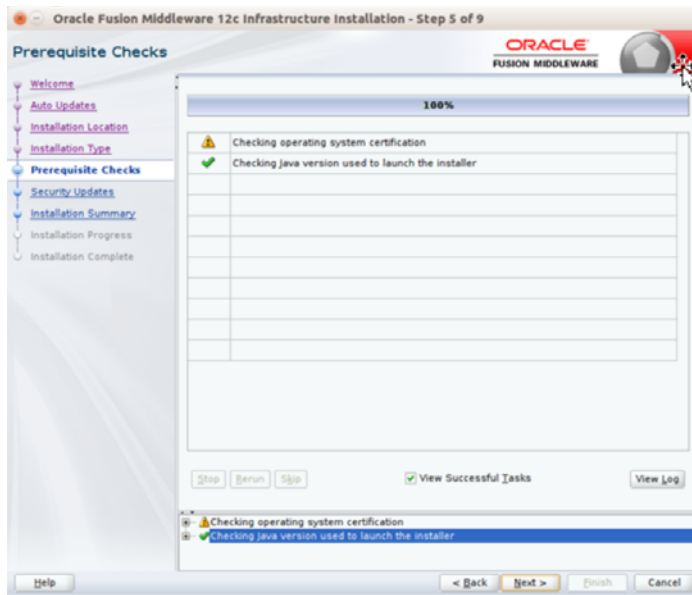 Oracle Fusion Middleware 12c Infrastructure Installation - Step 5 of 9
Prerequisite Checks
ORACLE
FUSION MIDDLEWARE
Welcome
Auto Updates
Installation Location
Installation Type
Prerequisite Checks
Security Updates
Installation Summary
Installation Progress
Installation Complete
100%
Checking operating system certification
Checking Java version used to launch the installer
Stop
Rerun
Skip
View Successful Tasks
View Log
Checking operating system certification
Checking Java version used to launch the installer
Help
< Back
Next >
Finish
Cancel